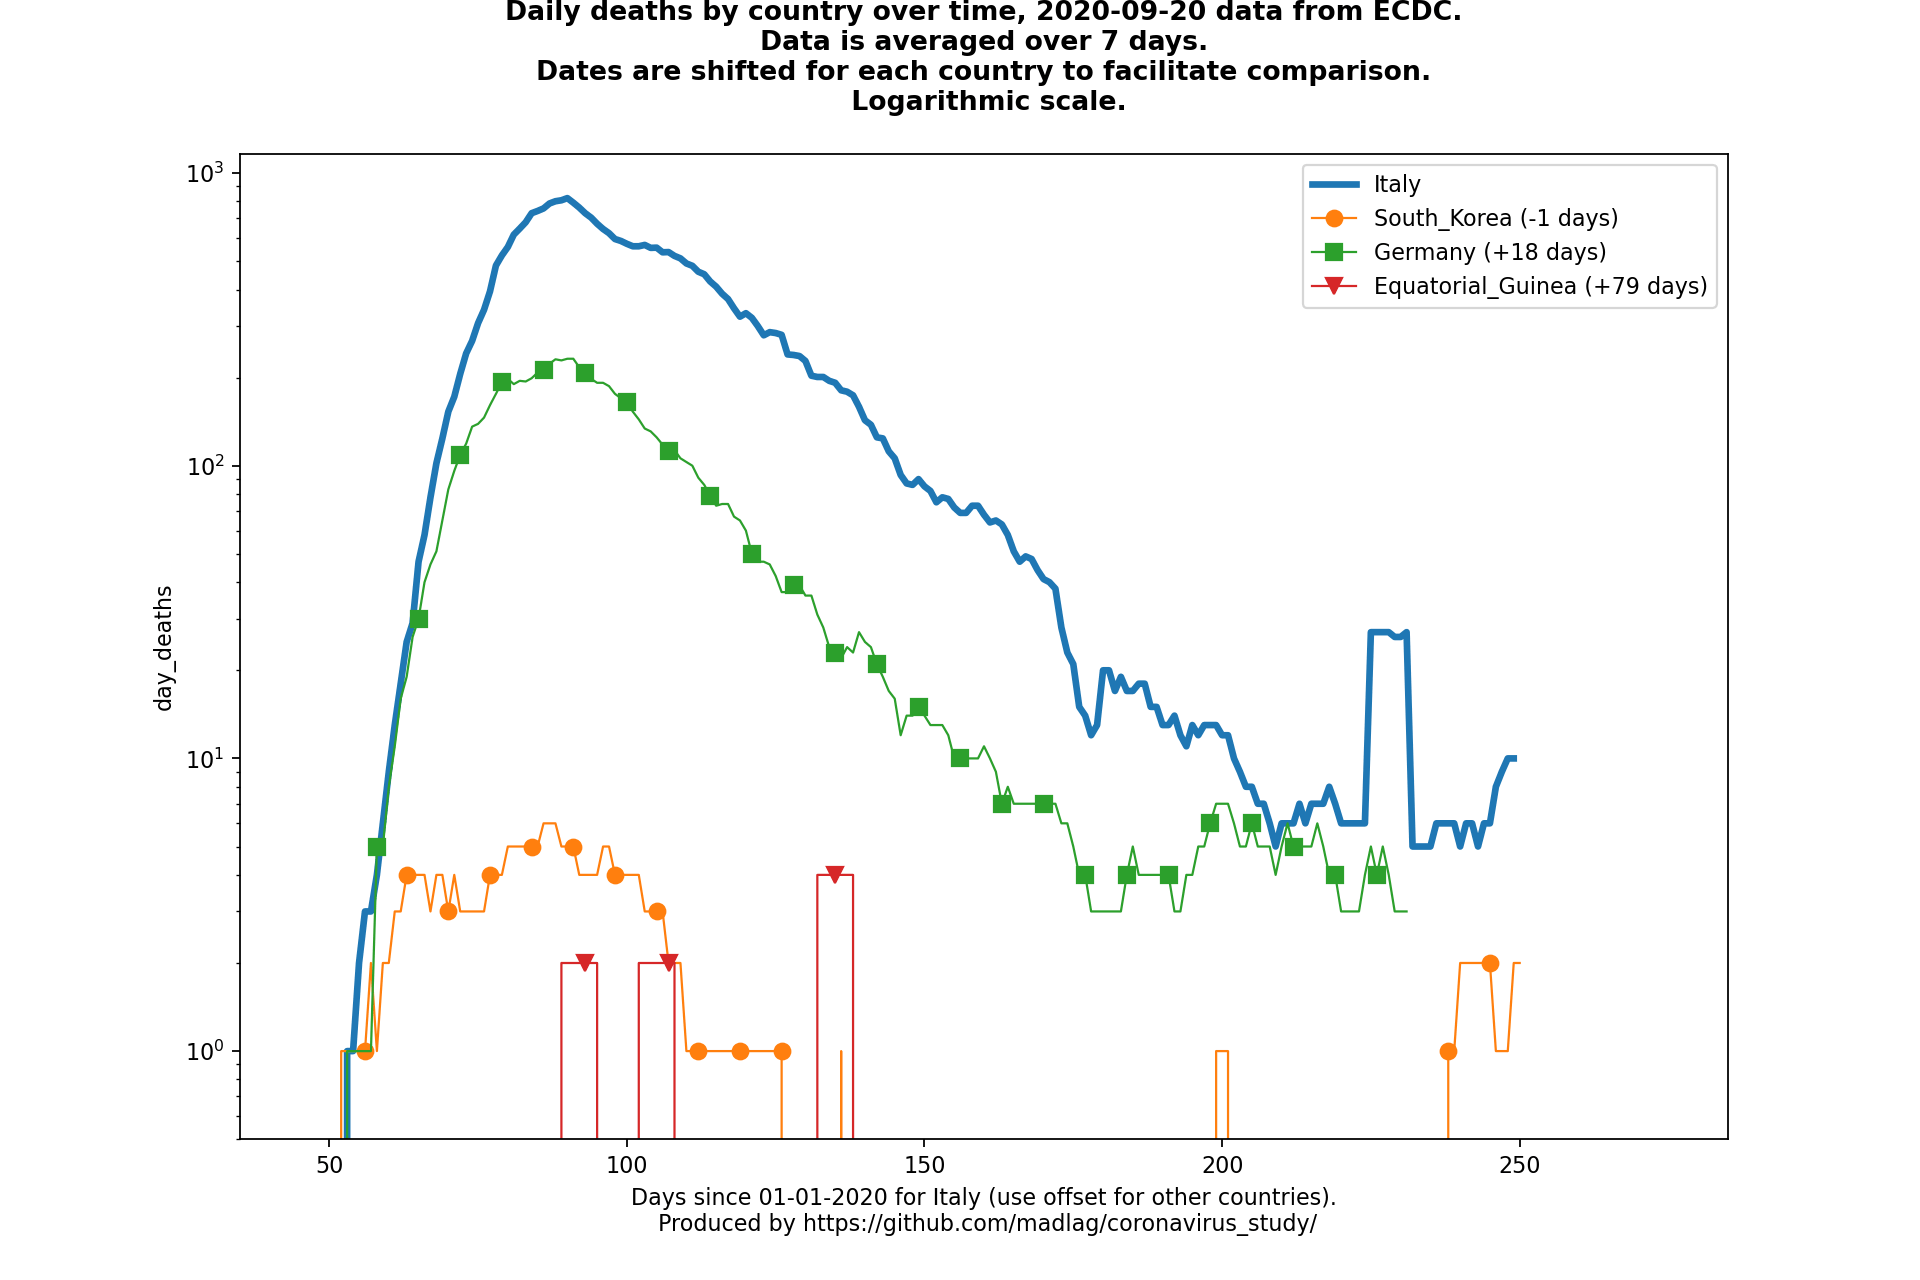 Daily deaths by country over time, 2020-09-20 data from ECDC.
Data is averaged over 7 days.
Dates are shifted for each country to facilitate comparison.
Logarithmic scale.
10³
10²
10¹
10⁰
day_deaths
Italy
South_Korea (-1 days)
Germany (+18 days)
Equatorial_Guinea (+79 days)
50 100 150 200 250
Days since 01-01-2020 for Italy (use offset for other countries).
Produced by https://github.com/madlag/coronavirus_study/